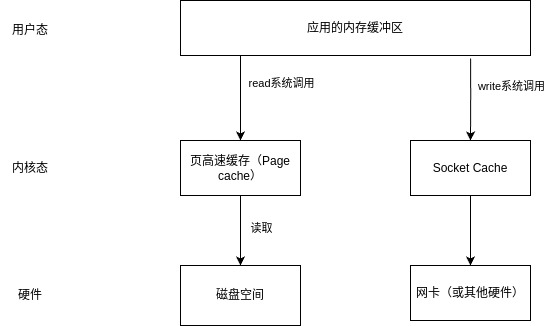 用户态
应用的内存缓冲区
read系统调用
write系统调用
内核态
页高速缓存（Page
cache）
Socket Cache
读取
硬件
磁盘空间
网卡（或其他硬件）